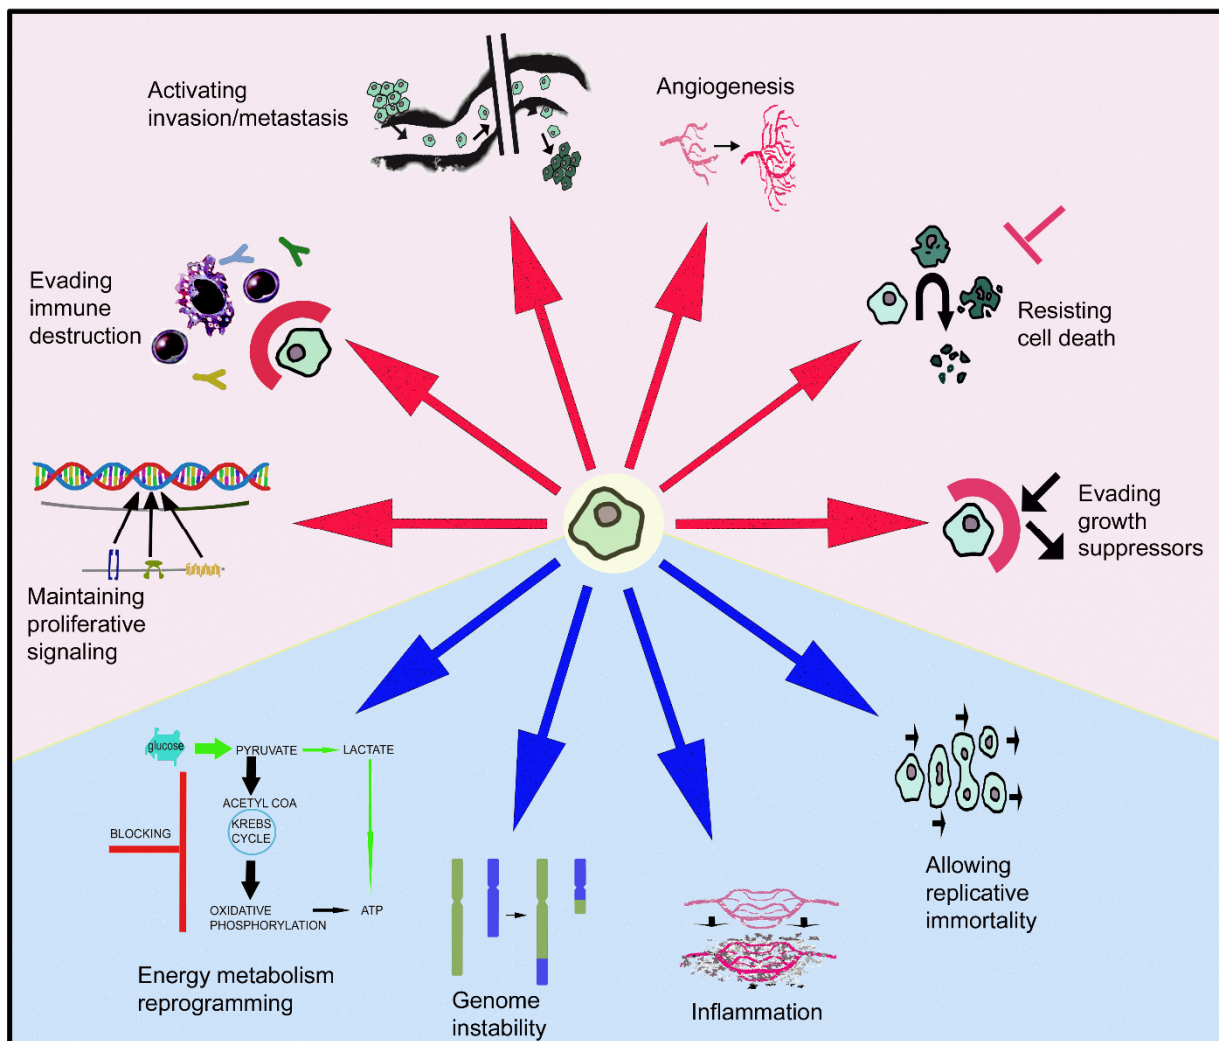 Activating
invasion/metastasis
Angiogenesis
Evading
immune
destruction
Resisting
cell death
Maintaining
proliferative
signaling
Evading
growth
suppressors
glucose
PYRUVATE
LACTATE
ACETYL COA
KREBS
CYCLE
BLOCKING
OXIDATIVE
PHOSPHORYLATION
ATP
Energy metabolism
reprogramming
Genome
instability
Inflammation
Allowing
replicative
immortality